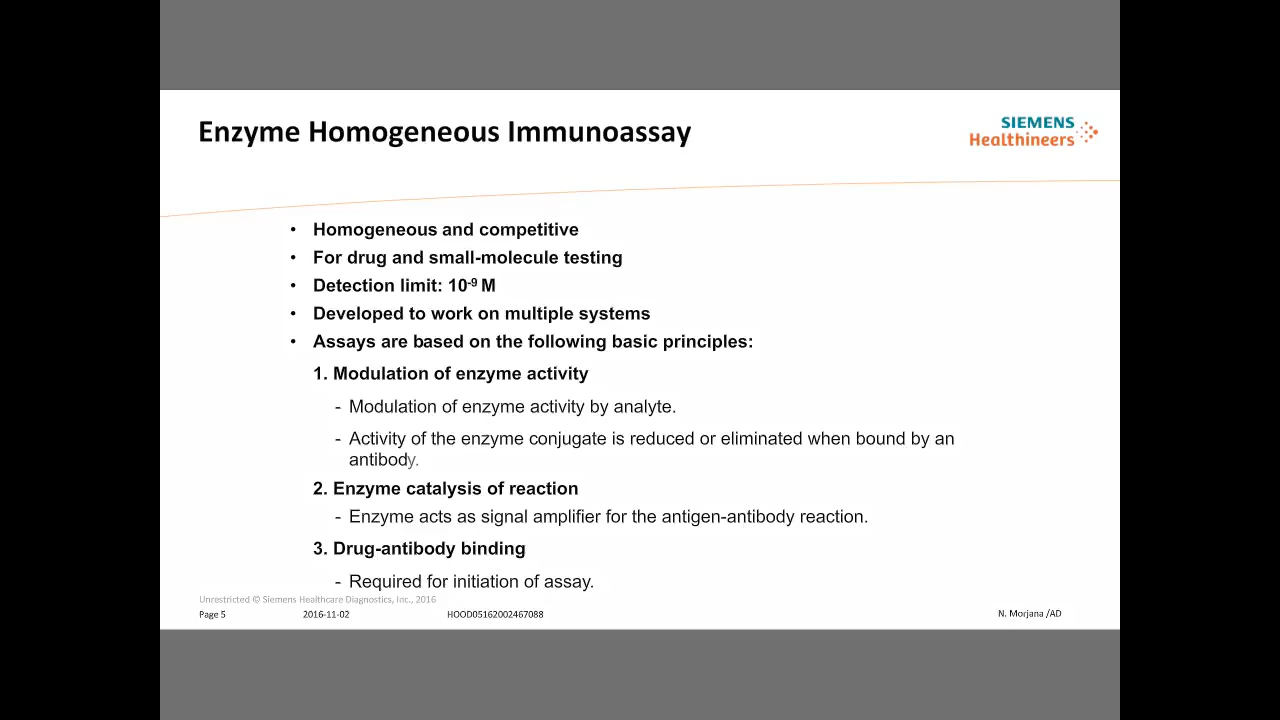 Enzyme Homogeneous Immunoassay
SIEMENS
Healthineers
• Homogeneous and competitive
• For drug and small-molecule testing
• Detection limit: 10⁻⁹ M
• Developed to work on multiple systems
• Assays are based on the following basic principles:
1. Modulation of enzyme activity
- Modulation of enzyme activity by analyte.
- Activity of the enzyme conjugate is reduced or eliminated when bound by an
antibody.
2. Enzyme catalysis of reaction
- Enzyme acts as signal amplifier for the antigen-antibody reaction.
3. Drug-antibody binding
- Required for initiation of assay.
Unrestricted © Siemens Healthcare Diagnostics, Inc., 2016
Page 5 2016-11-02 HOOD05162002467088 N. Morjana /AD